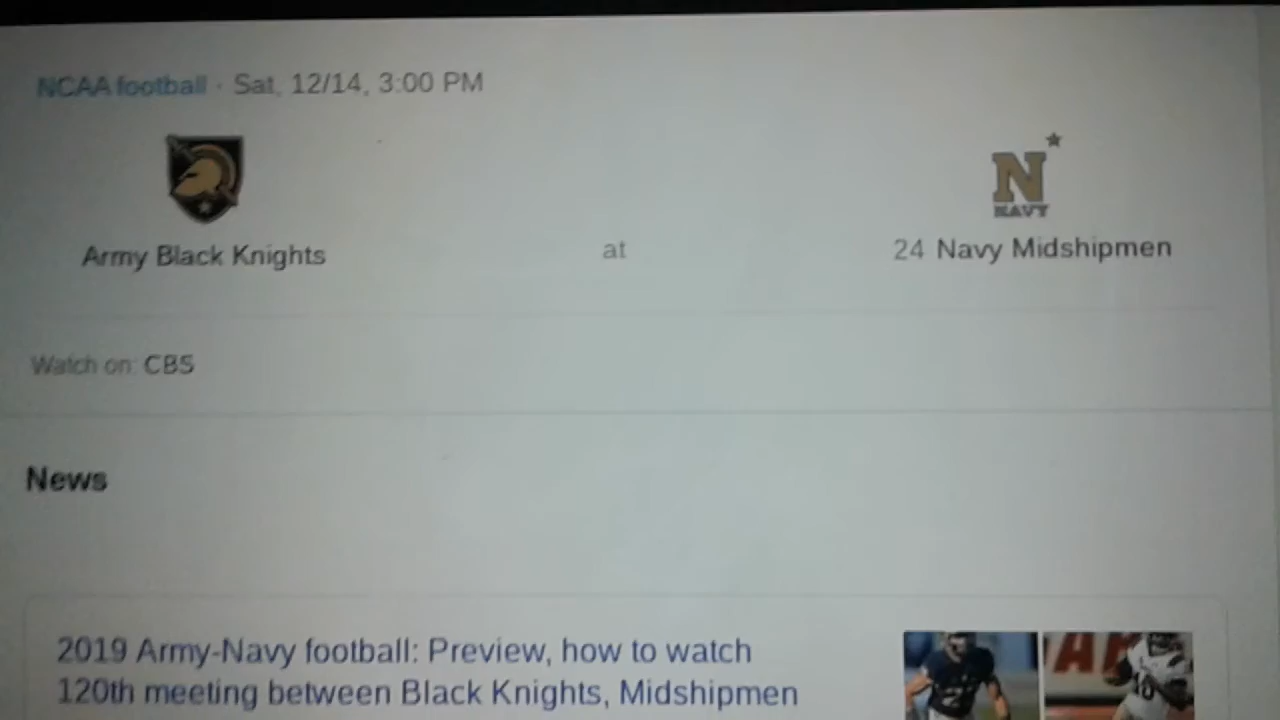 NCAA football · Sat, 12/14, 3:00 PM
N
NAVY
Army Black Knights at 24 Navy Midshipmen
Watch on: CBS
News
2019 Army-Navy football: Preview, how to watch
120th meeting between Black Knights, Midshipmen